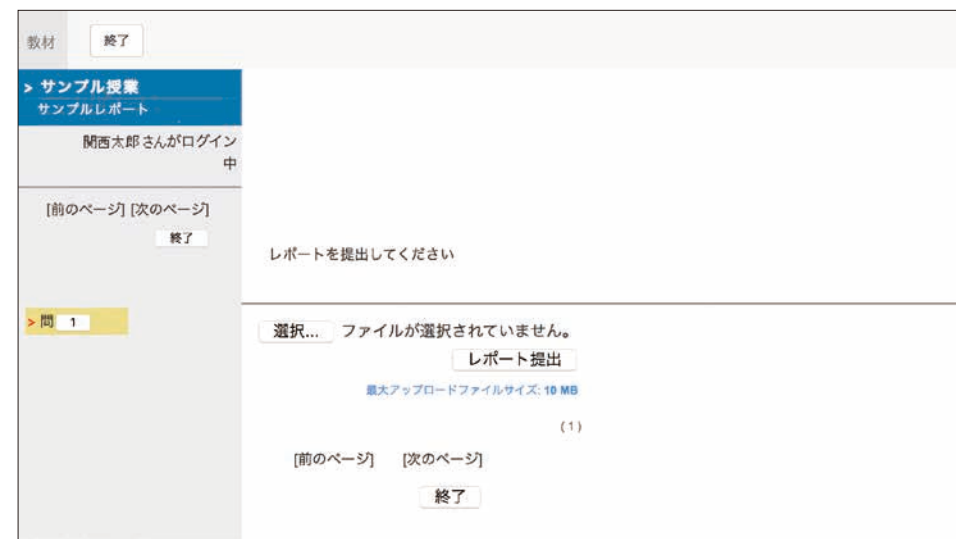 教材 終了
> サンプル授業
サンプルレポート
関西太郎さんがログイン
中
[前のページ] [次のページ]
終了
レポートを提出してください
> 問 1
選択... ファイルが選択されていません。
レポート提出
最大アップロードファイルサイズ: 10 MB
(1)
[前のページ] [次のページ]
終了